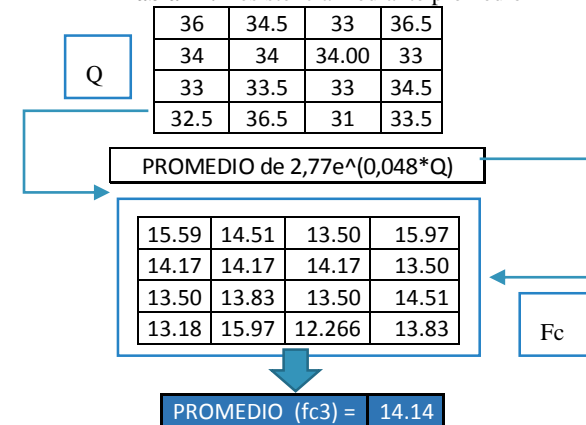 36 34.5 33 36.5
34 34 34.00 33
Q
33 33.5 33 34.5
32.5 36.5 31 33.5
PROMEDIO de 2,77e^(0,048*Q)
15.59 14.51 13.50 15.97
14.17 14.17 14.17 13.50
13.50 13.83 13.50 14.51
13.18 15.97 12.266 13.83
Fc
PROMEDIO (fc3) = 14.14